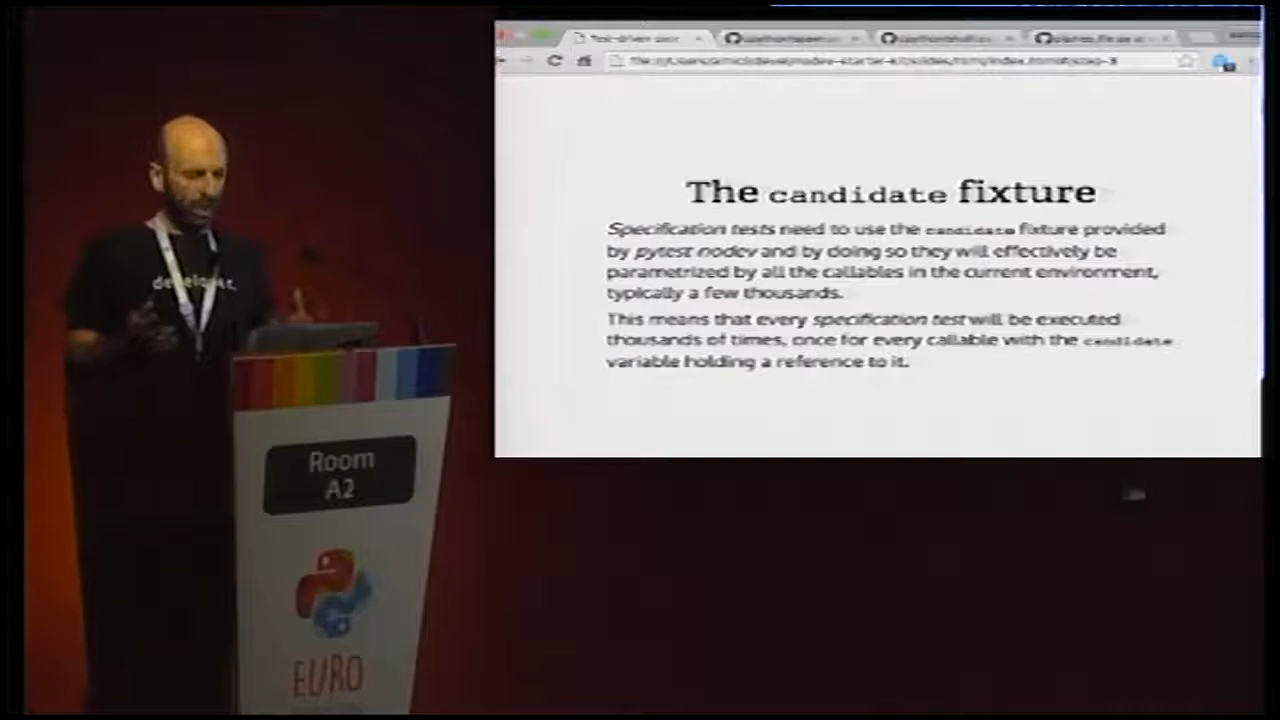 The candidate fixture
Specification tests need to use the candidate fixture provided
by pytest nodev and by doing so they will effectively be
parametrized by all the callables in the current environment,
typically a few thousands.
This means that every specification test will be executed
thousands of times, once for every callable with the candidate
variable holding a reference to it.
Room
A2
EURO